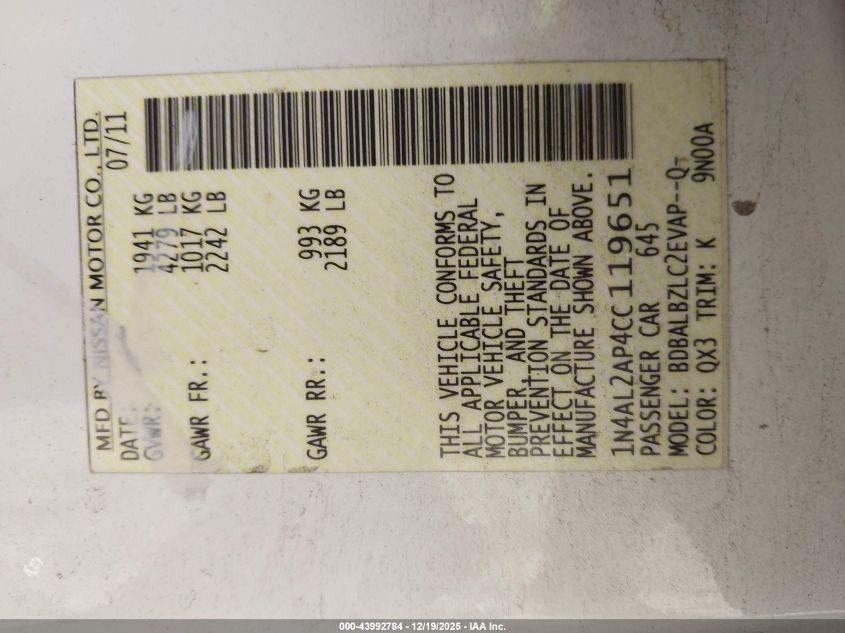 MFD BY NISSAN MOTOR CO., LTD.
DATE: 07/11
GVWR: 1941 KG
4279 LB
GAWR FR.: 1017 KG
2242 LB
GAWR RR.: 993 KG
2189 LB
THIS VEHICLE CONFORMS TO
ALL APPLICABLE FEDERAL
MOTOR VEHICLE SAFETY,
BUMPER, AND THEFT
PREVENTION STANDARDS IN
EFFECT ON THE DATE OF
MANUFACTURE SHOWN ABOVE.
1N4AL2AP4CC119651
PASSENGER CAR 645
MODEL: BDBALBZLC2EVAP--Q-
COLOR: QX3 TRIM: K 9N00A
000-43992784 - 12/19/2025 - IAA Inc.